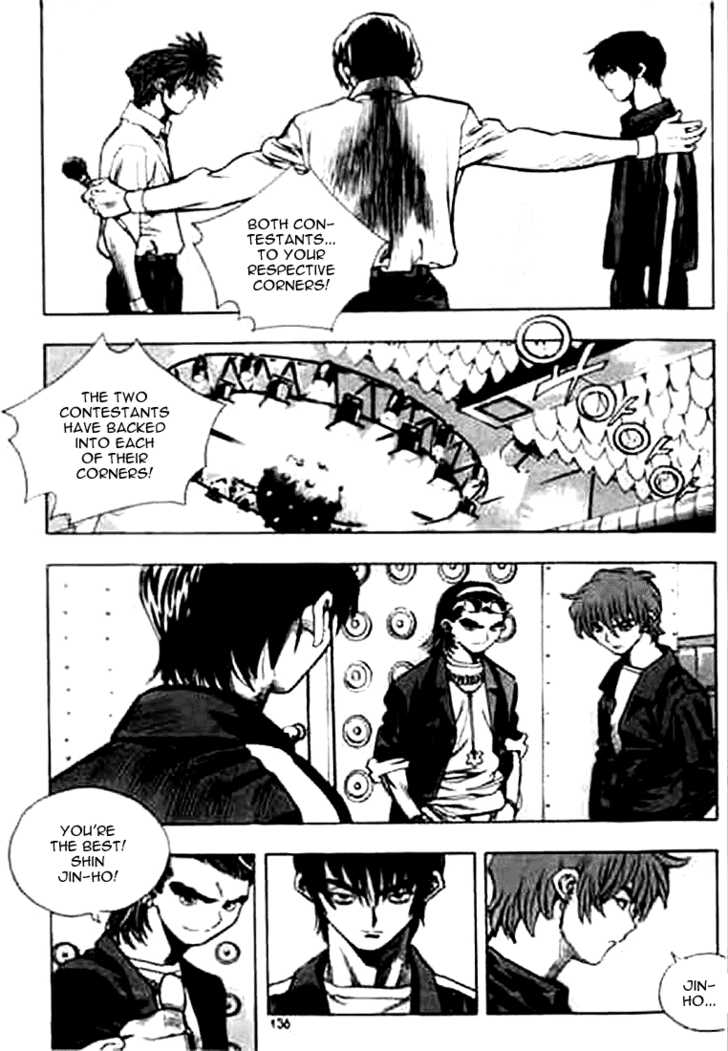 BOTH CON-
TESTANTS...
TO YOUR
RESPECTIVE
CORNERS!
THE TWO
CONTESTANTS
HAVE BACKED
INTO EACH
OF THEIR
CORNERS!
YOU'RE
THE BEST!
SHIN
JIN-HO!
JIN-
HO...
136